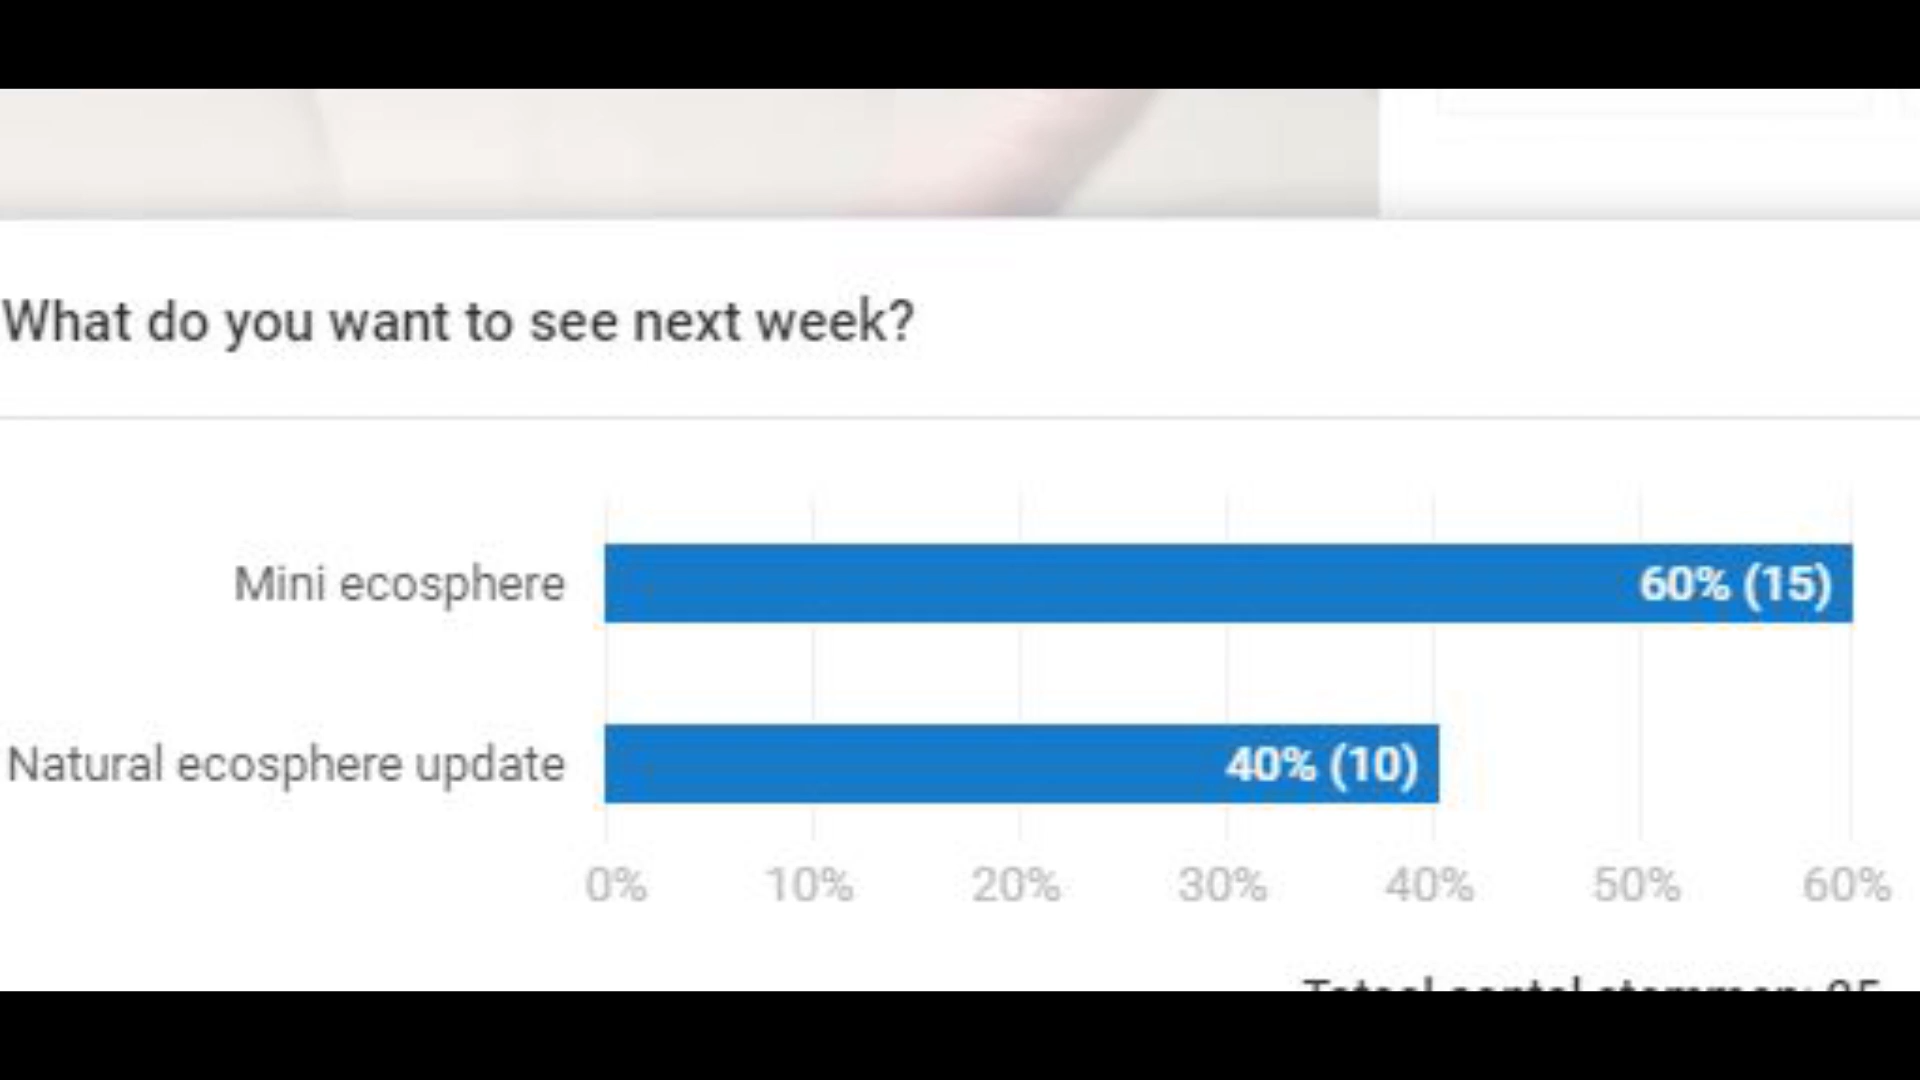 What do you want to see next week?
Mini ecosphere
60% (15)
Natural ecosphere update
40% (10)
0% 10% 20% 30% 40% 50% 60%